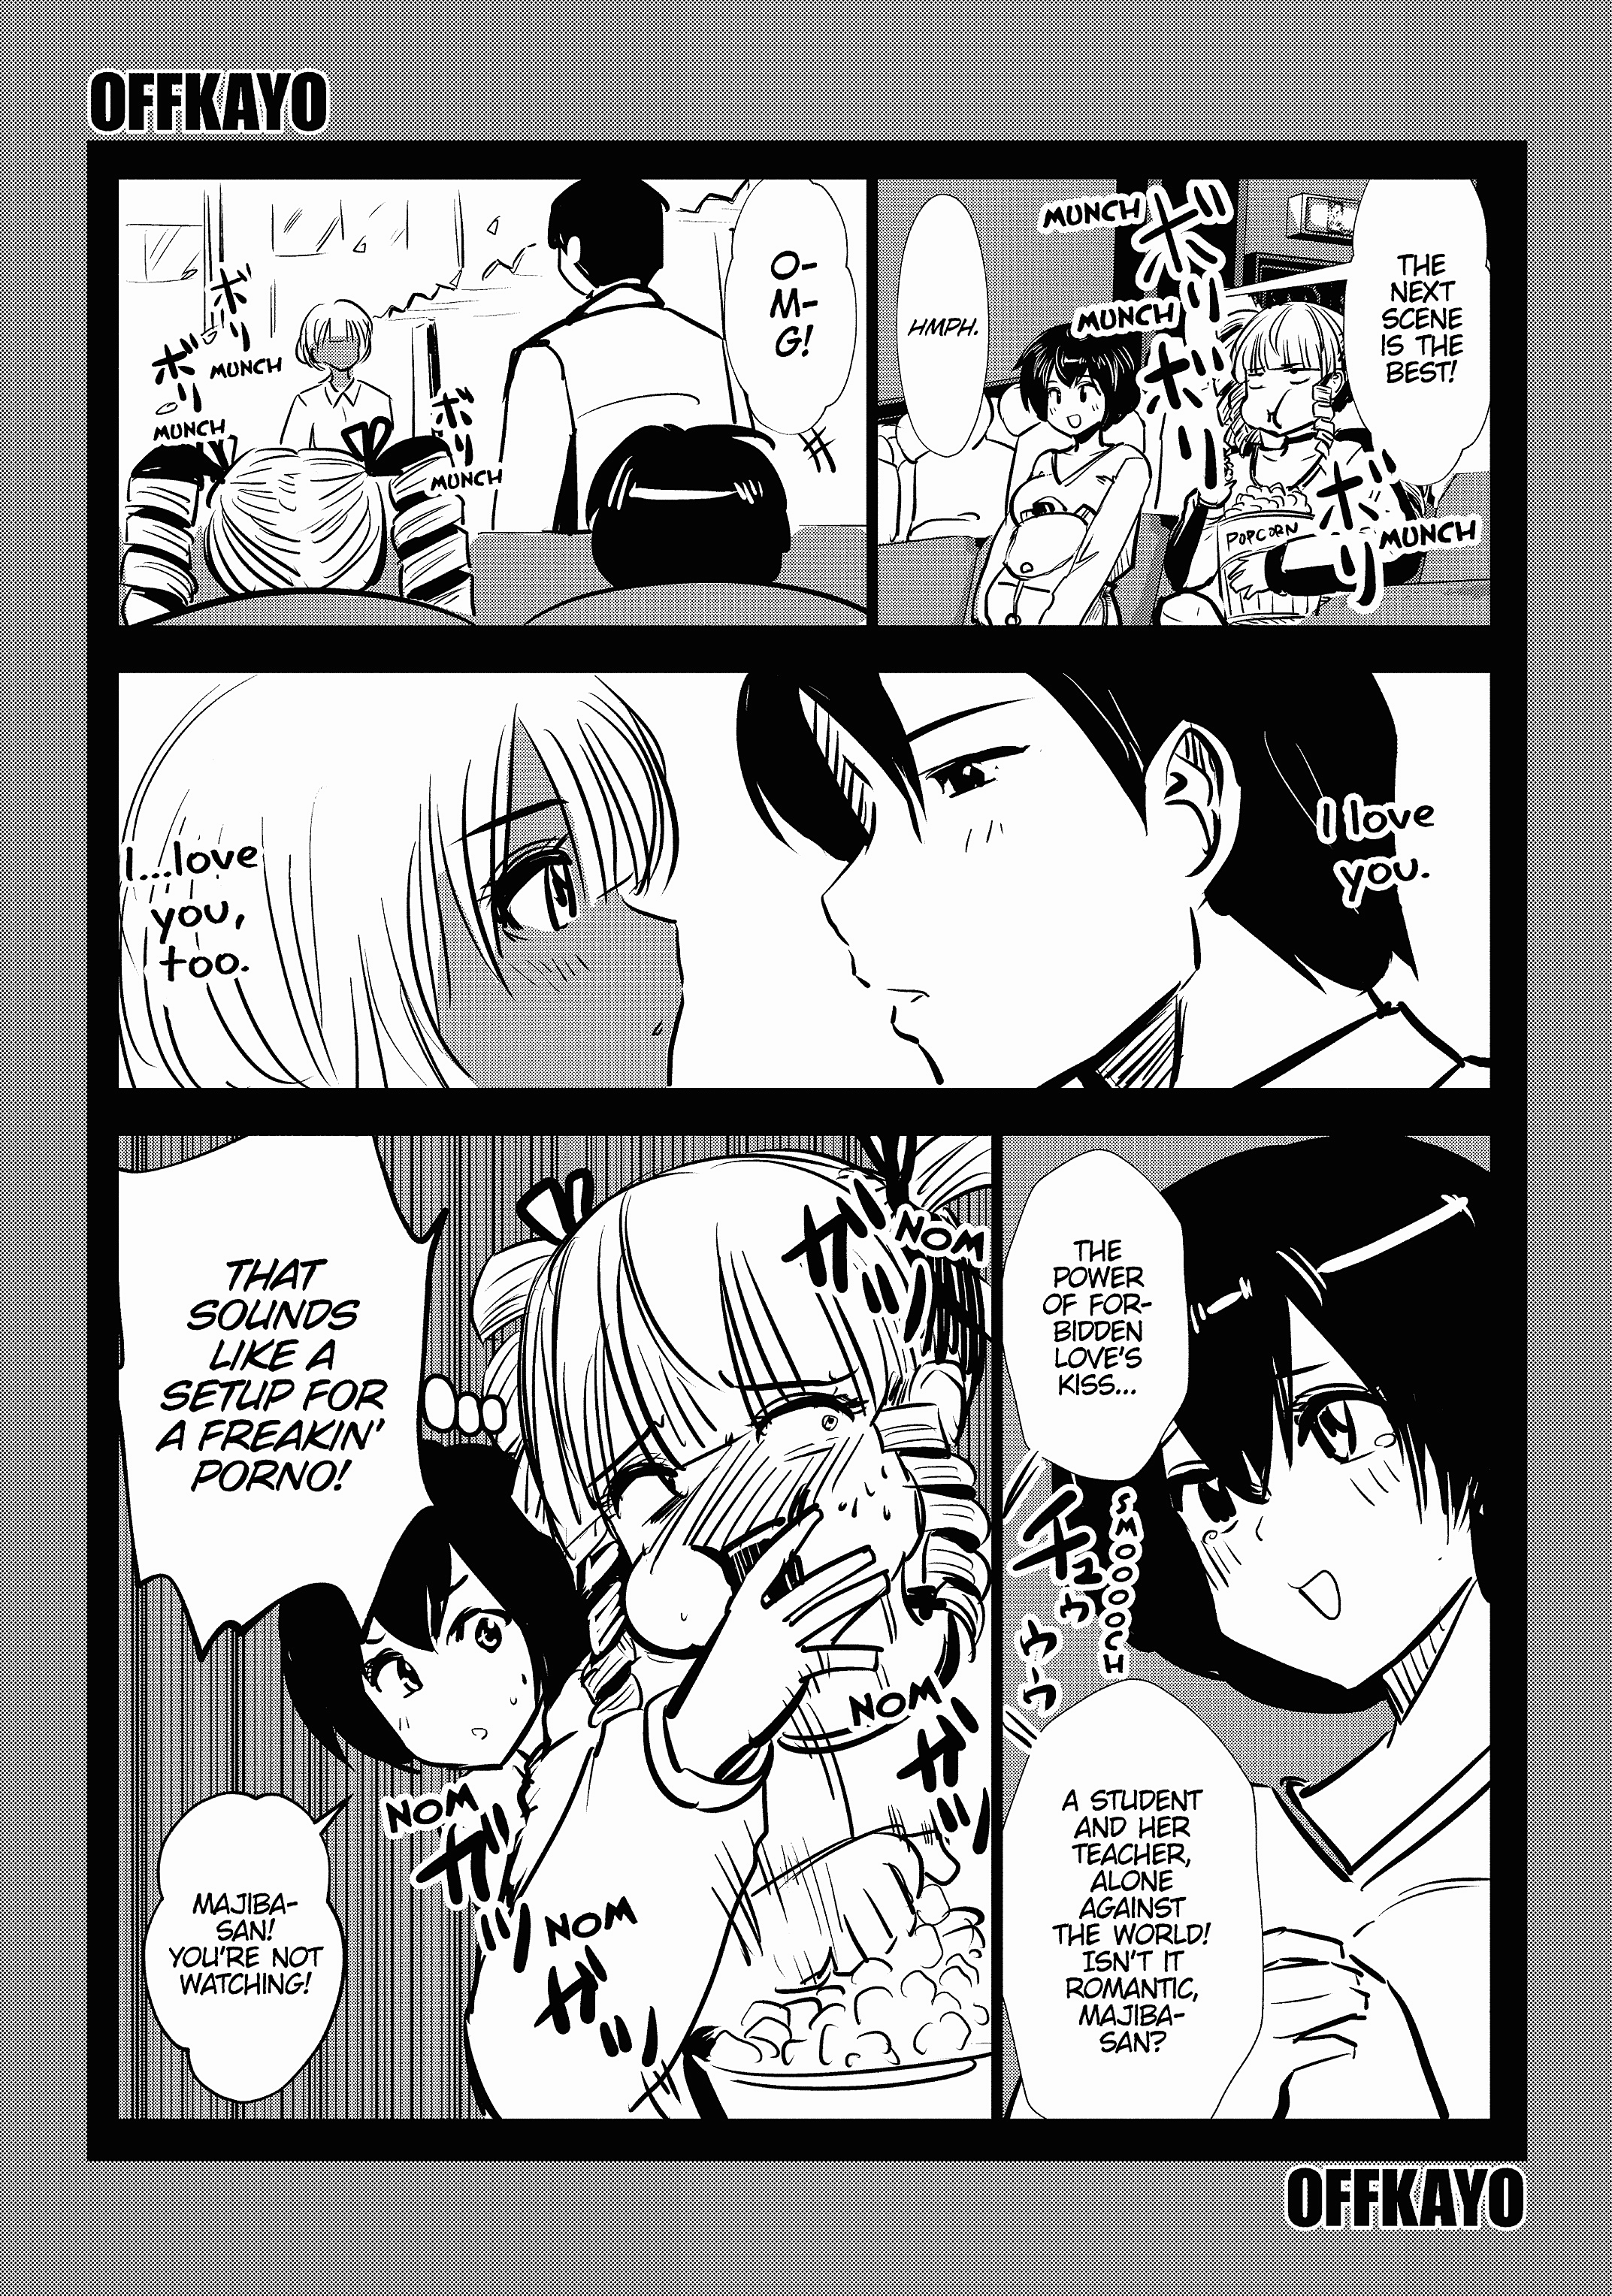 OFFKAYO
THE
NEXT
SCENE
IS THE
BEST!
MUNCH
ボリ
MUNCH
ボリ
ボリ
MUNCH
POPCORN
HMPH.
O-
M-
G!
ボリ
MUNCH
ボリ
MUNCH
ボリ
MUNCH
I love
you.
I...love
you,
too.
THE
POWER
OF FOR-
BIDDEN
LOVE'S
KISS...
チュゥ
ゥーゥ
SMOOOOCH
A STUDENT
AND HER
TEACHER,
ALONE
AGAINST
THE WORLD!
ISN'T IT
ROMANTIC,
MAJIBA-
SAN?
ガツ
NOM
THAT
SOUNDS
LIKE A
SETUP FOR
A FREAKIN'
PORNO!
NOM
ガツ
NOM
ガツ
NOM
ガツ
MAJIBA-
SAN!
YOU'RE NOT
WATCHING!
OFFKAYO